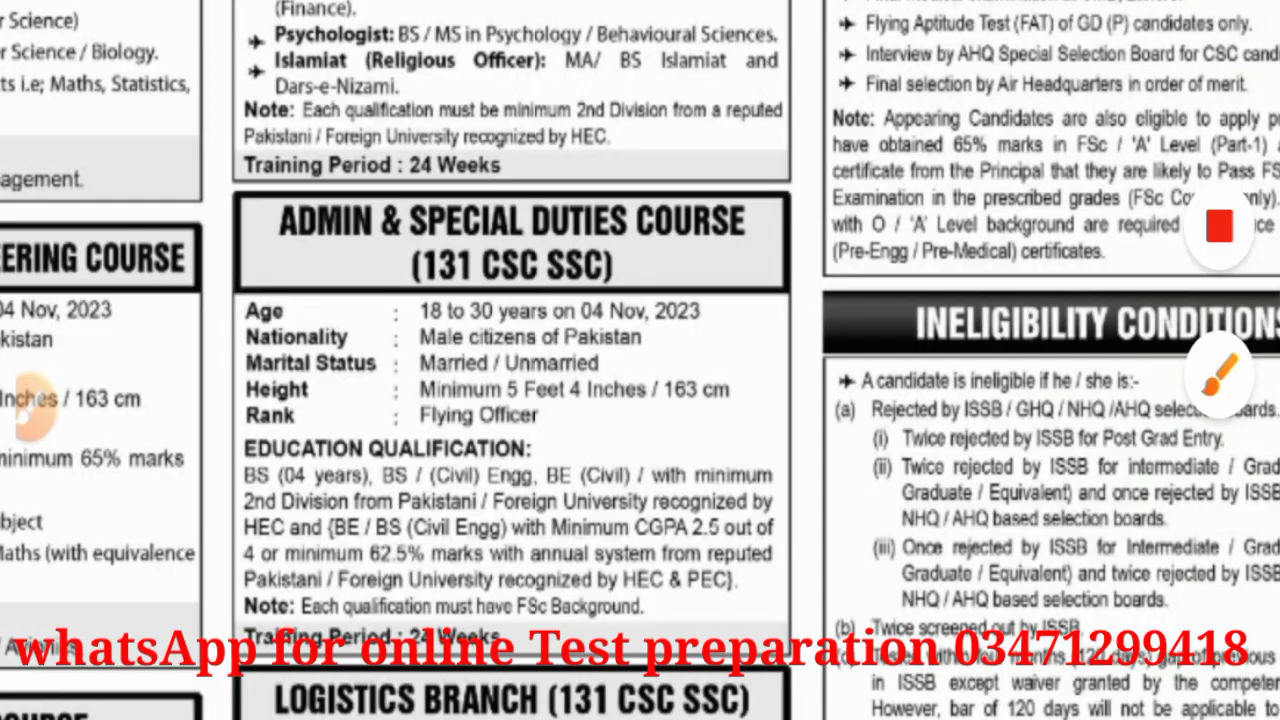 r Science)
r Science / Biology.
ts i.e; Maths, Statistics,
agement.
ERING COURSE
04 Nov, 2023
kistan
Inches / 163 cm
minimum 65% marks
bject
Maths (with equivalence
(Finance).
Psychologist: BS / MS in Psychology / Behavioural Sciences.
Islamiat (Religious Officer): MA/ BS Islamiat and
Dars-e-Nizami.
Note: Each qualification must be minimum 2nd Division from a reputed
Pakistani / Foreign University recognized by HEC.
Training Period : 24 Weeks
ADMIN & SPECIAL DUTIES COURSE
(131 CSC SSC)
Age : 18 to 30 years on 04 Nov, 2023
Nationality : Male citizens of Pakistan
Marital Status : Married / Unmarried
Height : Minimum 5 Feet 4 Inches / 163 cm
Rank : Flying Officer
EDUCATION QUALIFICATION:
BS (04 years), BS / (Civil) Engg, BE (Civil) / with minimum
2nd Division from Pakistani / Foreign University recognized by
HEC and {BE / BS (Civil Engg) with Minimum CGPA 2.5 out of
4 or minimum 62.5% marks with annual system from reputed
Pakistani / Foreign University recognized by HEC & PEC}.
Note: Each qualification must have FSc Background.
Training Period : 24 Weeks
LOGISTICS BRANCH (131 CSC SSC)
Flying Aptitude Test (FAT) of GD (P) candidates only.
Interview by AHQ Special Selection Board for CSC cand
Final selection by Air Headquarters in order of merit.
Note: Appearing Candidates are also eligible to apply pr
have obtained 65% marks in FSc / 'A' Level (Part-1) a
certificate from the Principal that they are likely to Pass FS
Examination in the prescribed grades (FSc Co only).
with O / 'A' Level background are required ce
(Pre-Engg / Pre-Medical) certificates.
INELIGIBILITY CONDITIONS
A candidate is ineligible if he / she is:-
(a) Rejected by ISSB / GHQ / NHQ /AHQ selec ards.
(i) Twice rejected by ISSB for Post Grad Entry.
(ii) Twice rejected by ISSB for intermediate / Grad
Graduate / Equivalent) and once rejected by ISSB
NHQ / AHQ based selection boards.
(iii) Once rejected by ISSB for Intermediate / Grad
Graduate / Equivalent) and twice rejected by ISSB
NHQ / AHQ based selection boards.
(b) Twice screened out by ISSB.
in ISSB except waiver granted by the competen
However, bar of 120 days will not be applicable to
whatsApp for online Test preparation 03471299418